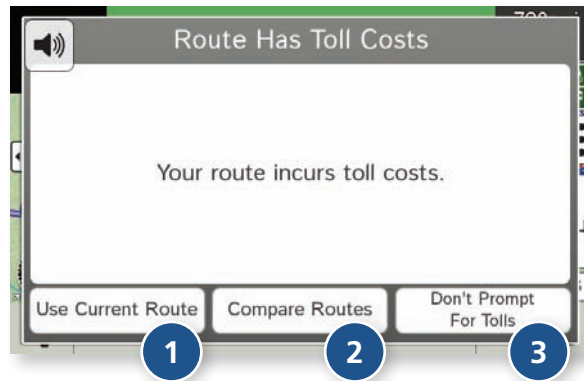 Route Has Toll Costs
Your route incurs toll costs.
Use Current Route
Compare Routes
Don't Prompt
For Tolls
1
2
3